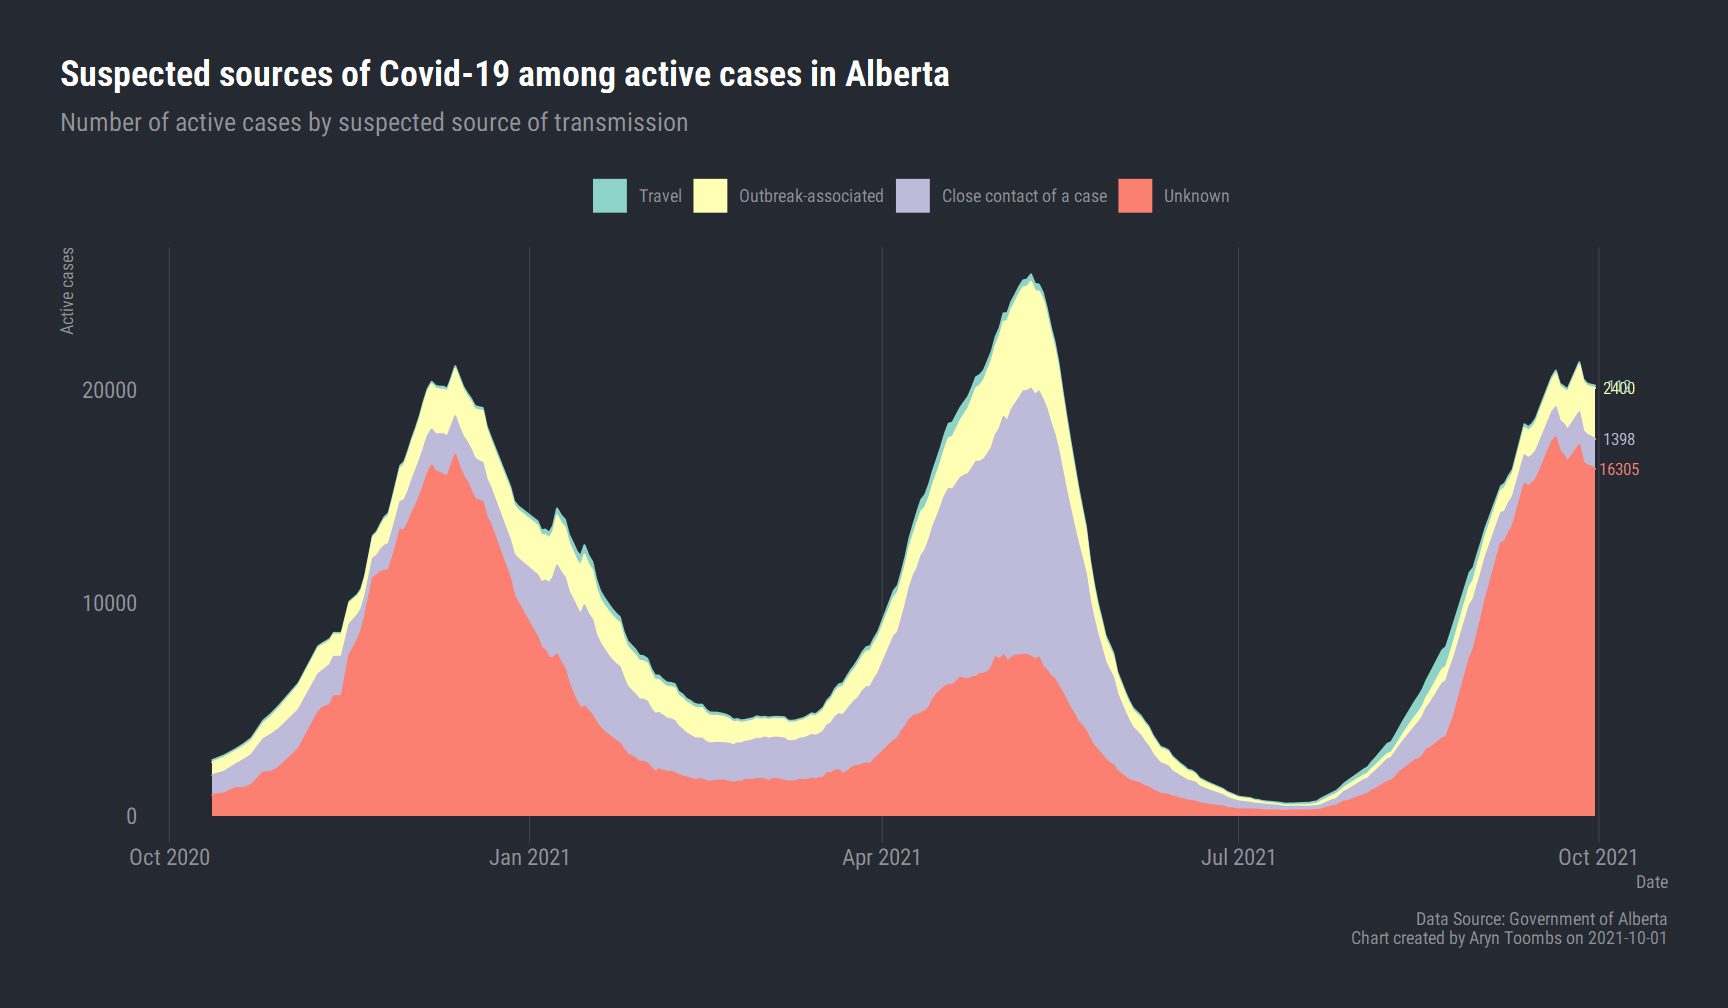 Suspected sources of Covid-19 among active cases in Alberta
Number of active cases by suspected source of transmission
Travel Outbreak-associated Close contact of a case Unknown
Active cases
20000
10000
0
2400
1398
16305
Oct 2020 Jan 2021 Apr 2021 Jul 2021 Oct 2021
Date
Data Source: Government of Alberta
Chart created by Aryn Toombs on 2021-10-01